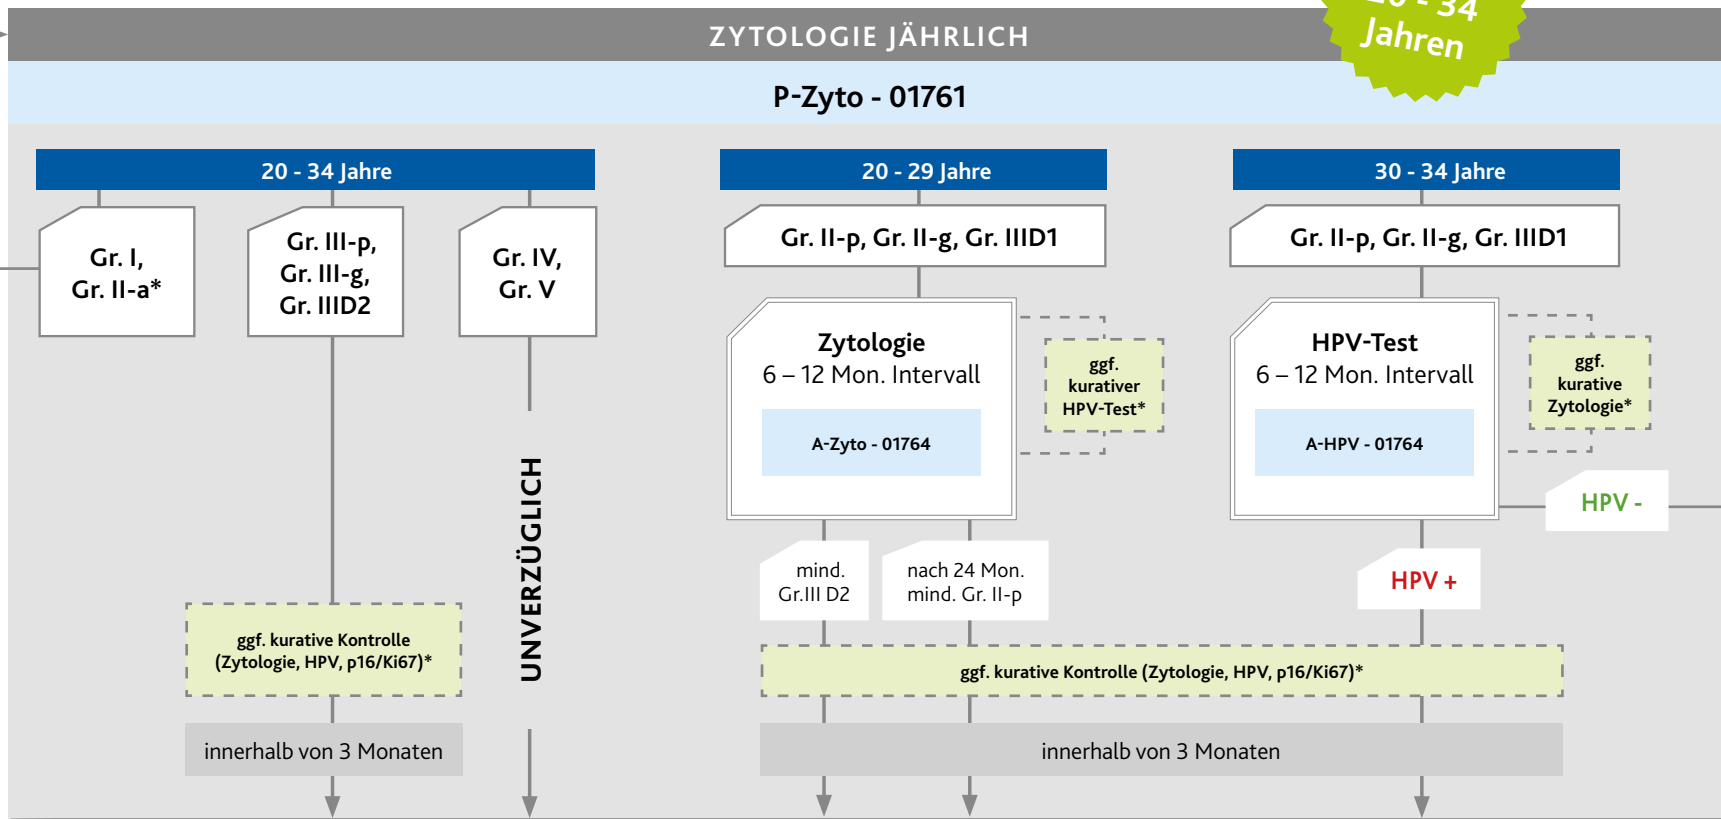 ZYTOLOGIE JÄHRLICH
- 34
Jahren
P-Zyto - 01761
20 - 34 Jahre
20 - 29 Jahre
30 - 34 Jahre
Gr. I,
Gr. II-a*
Gr. III-p,
Gr. III-g,
Gr. IIID2
Gr. IV,
Gr. V
Gr. II-p, Gr. II-g, Gr. IIID1
Gr. II-p, Gr. II-g, Gr. IIID1
Zytologie
6 – 12 Mon. Intervall
A-Zyto - 01764
ggf.
kurativer
HPV-Test*
HPV-Test
6 – 12 Mon. Intervall
A-HPV - 01764
ggf.
kurative
Zytologie*
HPV -
UNVERZÜGLICH
mind.
Gr.III D2
nach 24 Mon.
mind. Gr. II-p
HPV +
ggf. kurative Kontrolle
(Zytologie, HPV, p16/Ki67)*
ggf. kurative Kontrolle (Zytologie, HPV, p16/Ki67)*
innerhalb von 3 Monaten
innerhalb von 3 Monaten